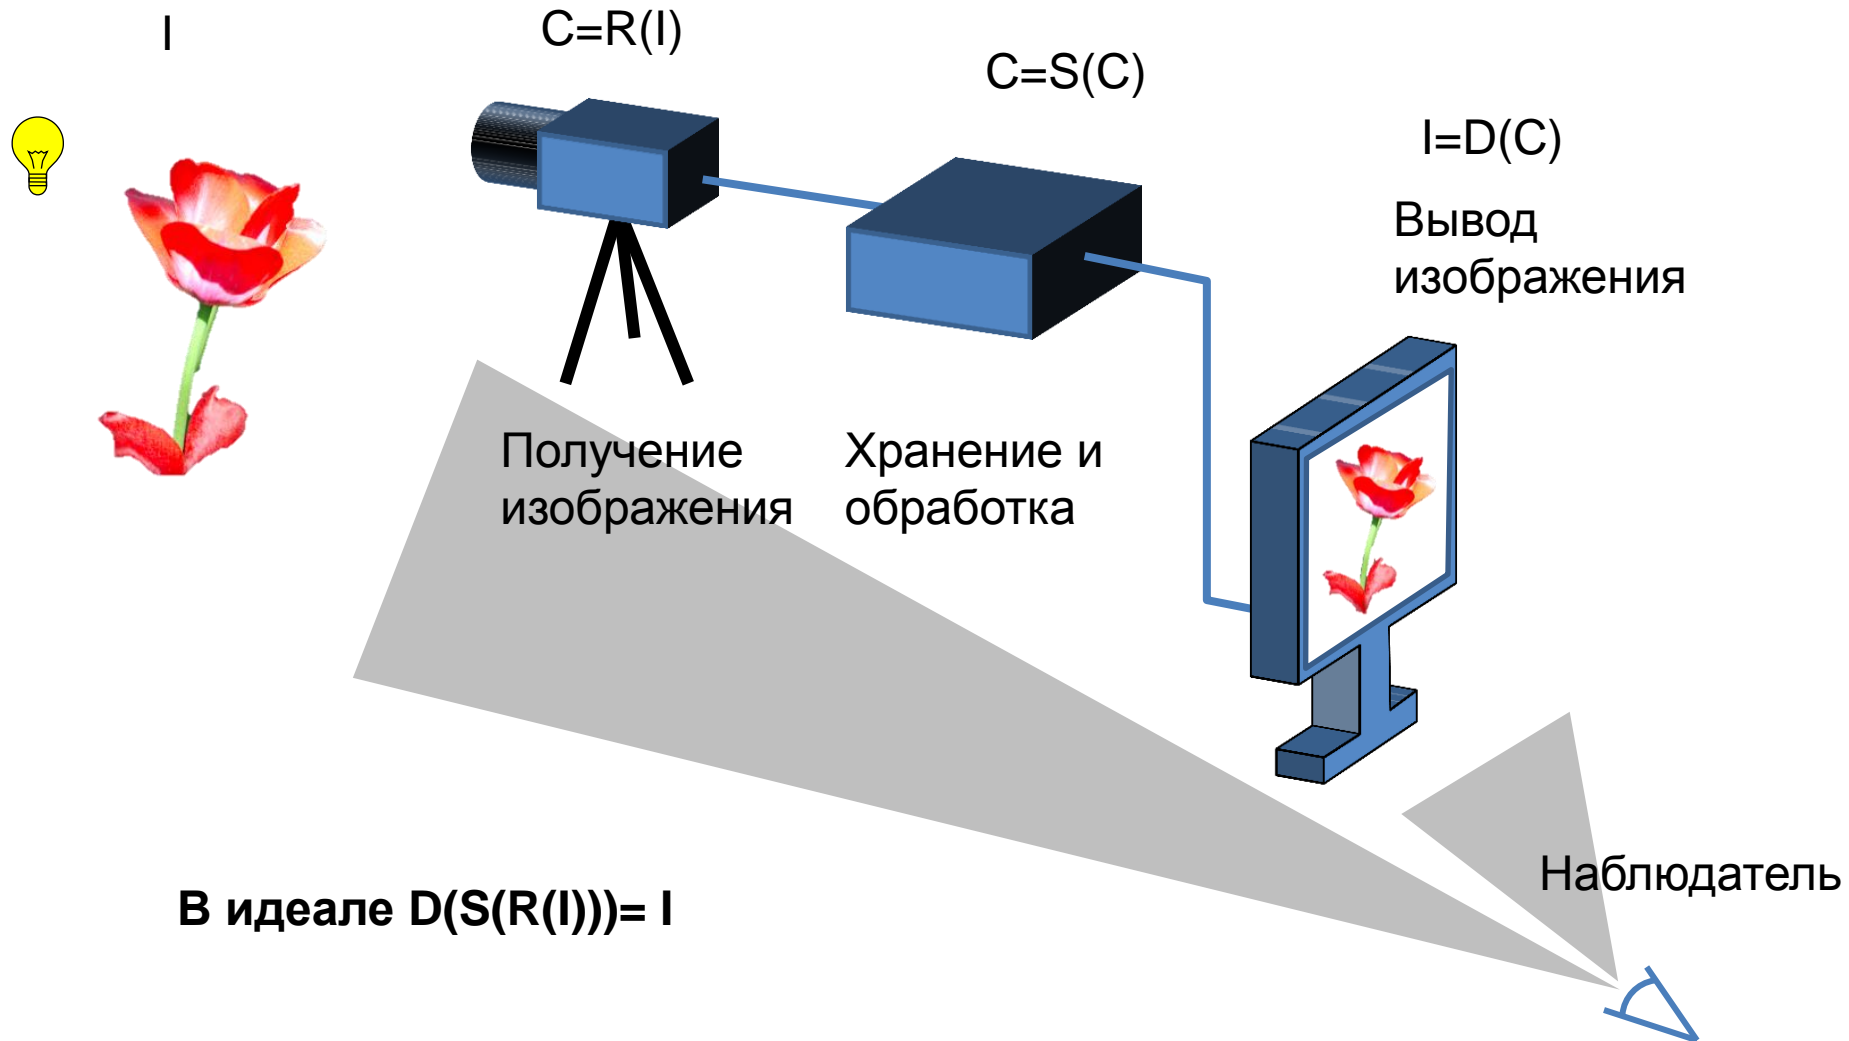 I
C=R(I)
C=S(C)
I=D(C)
Вывод
изображения
Получение
изображения
Хранение и
обработка
Наблюдатель
В идеале D(S(R(I)))= I